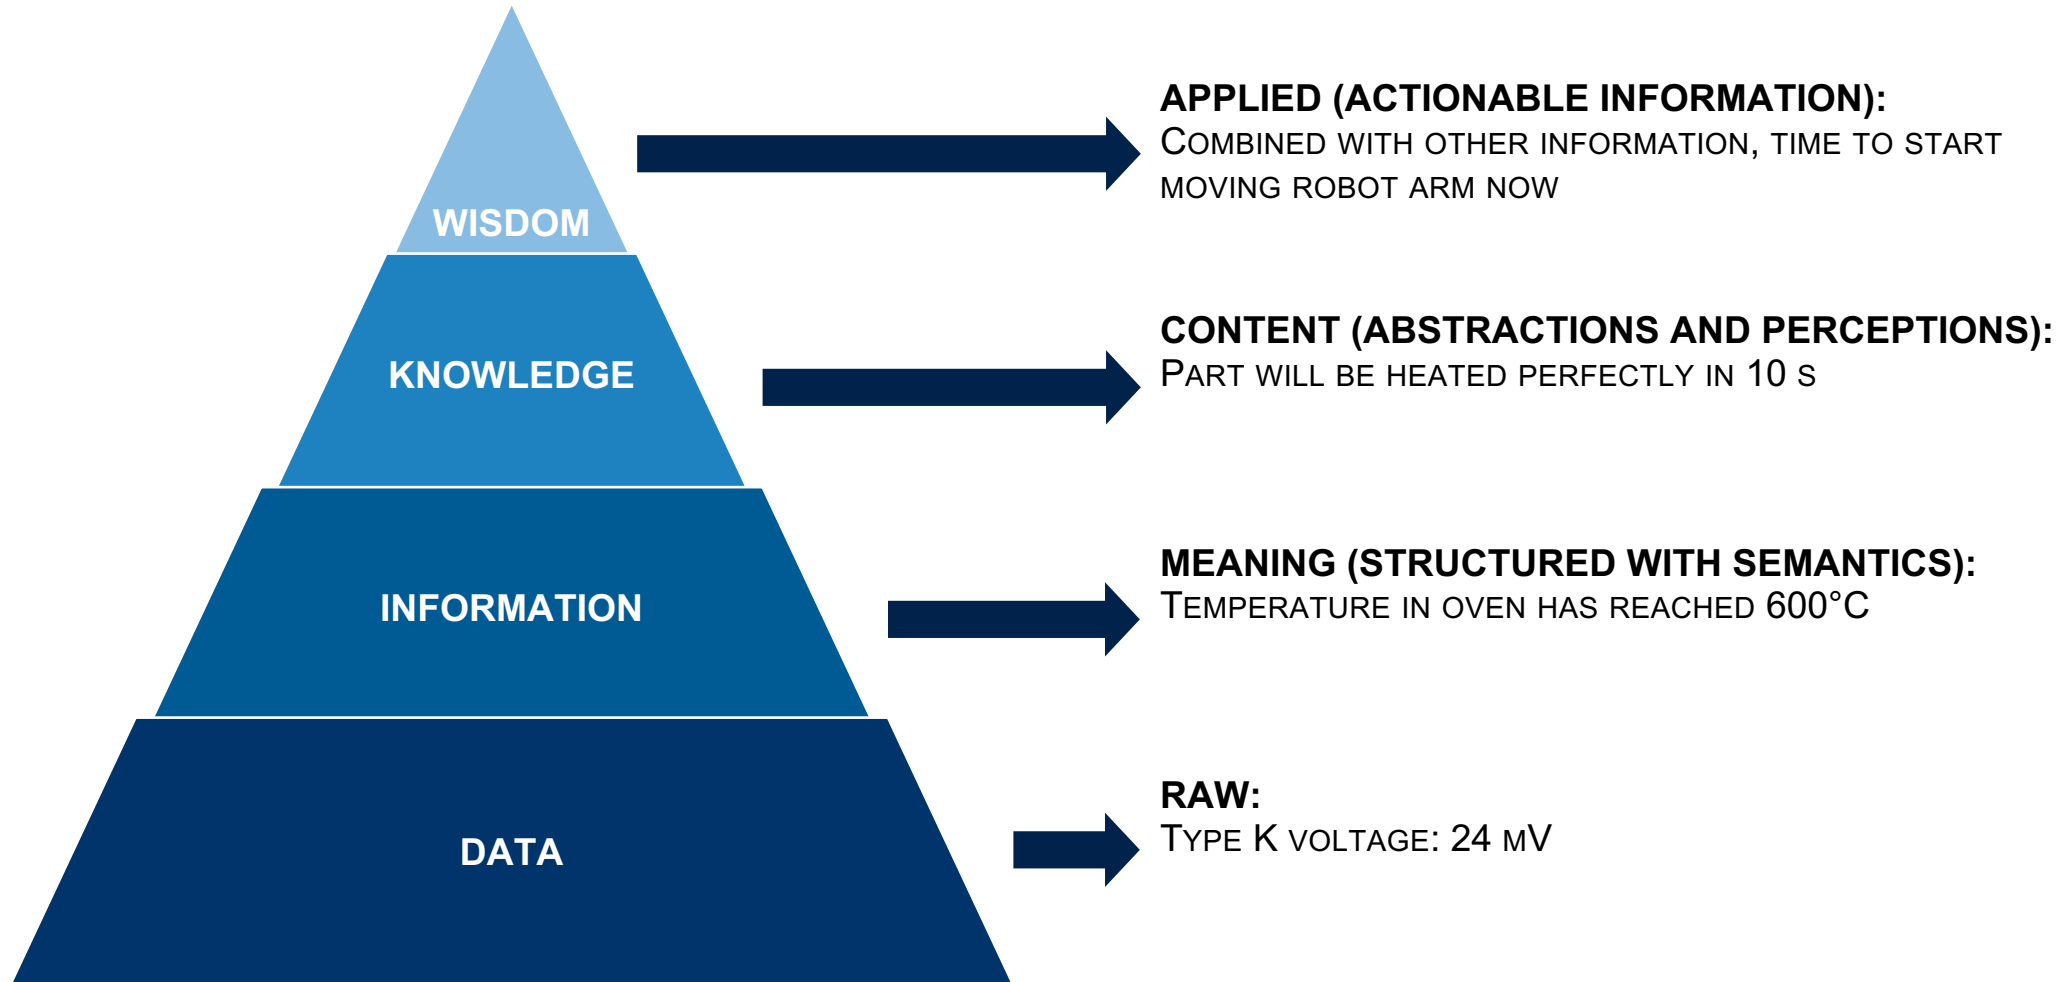 WISDOM
APPLIED (ACTIONABLE INFORMATION):
COMBINED WITH OTHER INFORMATION, TIME TO START
MOVING ROBOT ARM NOW
KNOWLEDGE
CONTENT (ABSTRACTIONS AND PERCEPTIONS):
PART WILL BE HEATED PERFECTLY IN 10 S
INFORMATION
MEANING (STRUCTURED WITH SEMANTICS):
TEMPERATURE IN OVEN HAS REACHED 600°C
DATA
RAW:
TYPE K VOLTAGE: 24 MV